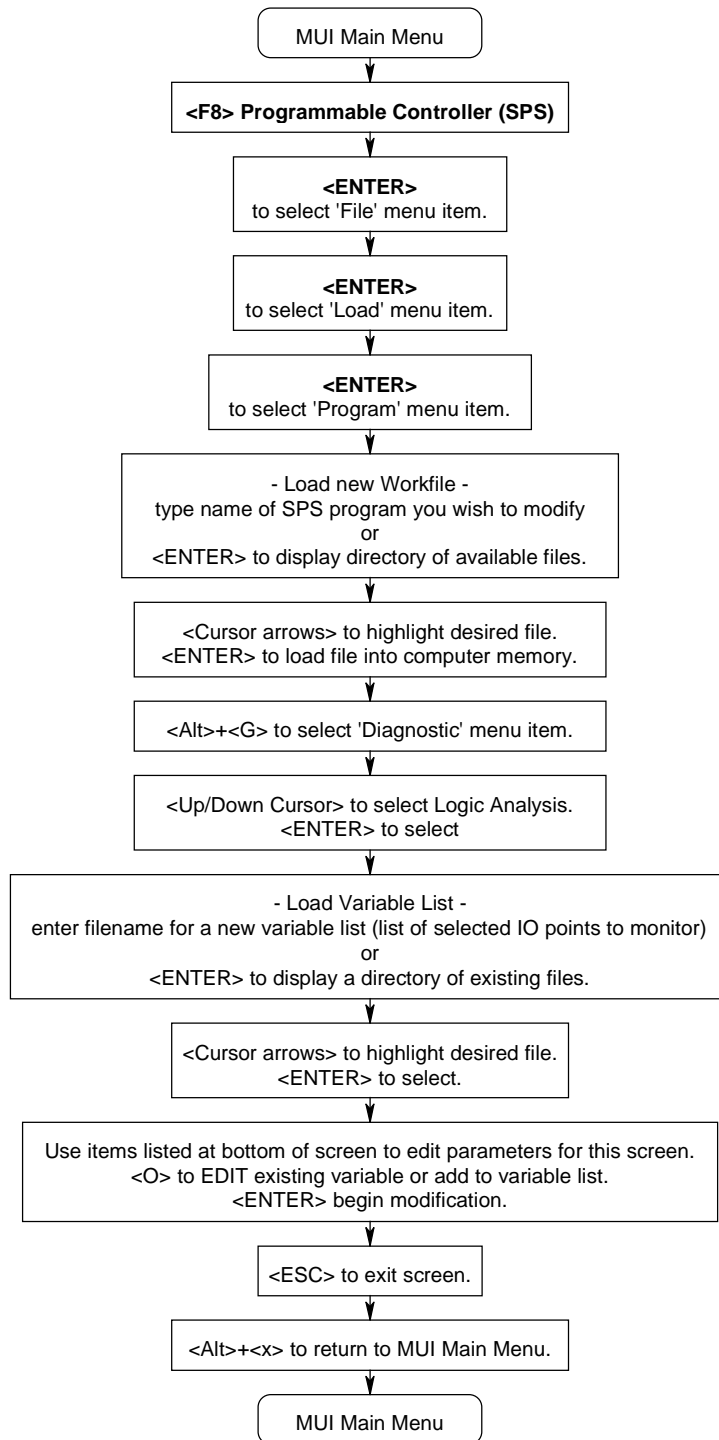 MUI Main Menu
<F8> Programmable Controller (SPS)
<ENTER>
to select 'File' menu item.
<ENTER>
to select 'Load' menu item.
<ENTER>
to select 'Program' menu item.
- Load new Workfile -
type name of SPS program you wish to modify
or
<ENTER> to display directory of available files.
<Cursor arrows> to highlight desired file.
<ENTER> to load file into computer memory.
<Alt>+<G> to select 'Diagnostic' menu item.
<Up/Down Cursor> to select Logic Analysis.
<ENTER> to select
- Load Variable List -
enter filename for a new variable list (list of selected IO points to monitor)
or
<ENTER> to display a directory of existing files.
<Cursor arrows> to highlight desired file.
<ENTER> to select.
Use items listed at bottom of screen to edit parameters for this screen.
<O> to EDIT existing variable or add to variable list.
<ENTER> begin modification.
<ESC> to exit screen.
<Alt>+<x> to return to MUI Main Menu.
MUI Main Menu